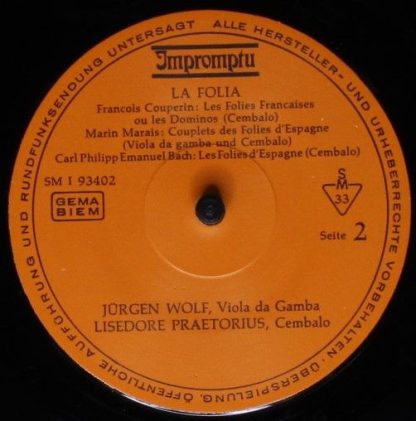 ALLE HERSTELLER- UND URHEBERRECHTE VORBEHALTEN · ÜBERSPIELUNG, ÖFFENTLICHE AUFFÜHRUNG UND RUNDFUNKSENDUNG UNTERSAGT
Impromptu
LA FOLIA
Francois Couperin: Les Folies Francaises
ou les Dominos (Cembalo)
Marin Marais: Couplets des Folies d'Espagne
(Viola da gamba und Cembalo)
Carl Philipp Emanuel Bach: Les Folies d'Espagne (Cembalo)
SM I 93402
GEMA
BIEM
S
M
33
Seite 2
JÜRGEN WOLF, Viola da Gamba
LISEDORE PRAETORIUS, Cembalo